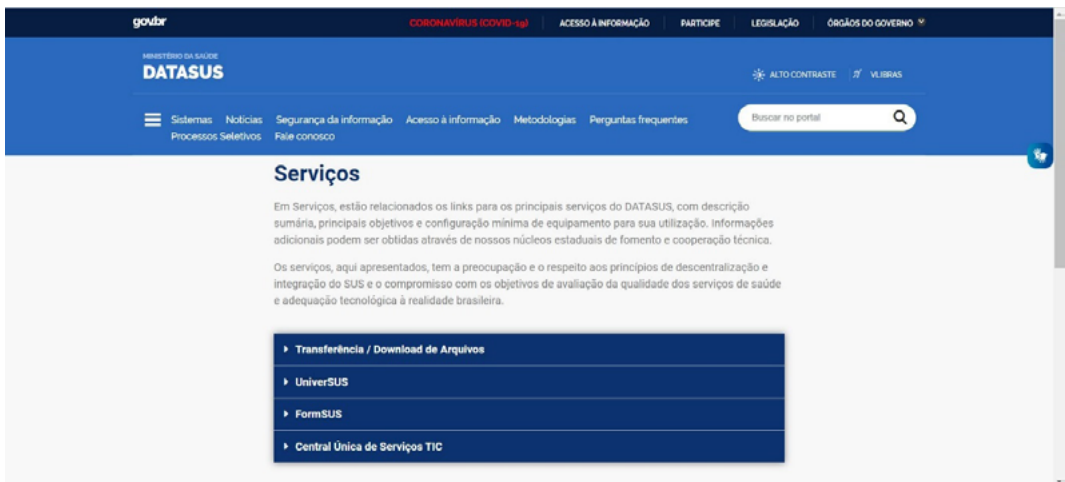 gov.br
CORONAVÍRUS (COVID-19) ACESSO À INFORMAÇÃO PARTICIPE LEGISLAÇÃO ÓRGÃOS DO GOVERNO
MINISTÉRIO DA SAÚDE
DATASUS
ALTO CONTRASTE VLIBRAS
Sistemas Notícias Segurança da informação Acesso à informação Metodologias Perguntas frequentes
Processos Seletivos Fale conosco
Buscar no portal
Serviços
Em Serviços, estão relacionados os links para os principais serviços do DATASUS, com descrição
sumária, principais objetivos e configuração mínima de equipamento para sua utilização. Informações
adicionais podem ser obtidas através de nossos núcleos estaduais de fomento e cooperação técnica.
Os serviços, aqui apresentados, tem a preocupação e o respeito aos princípios de descentralização e
integração do SUS e o compromisso com os objetivos de avaliação da qualidade dos serviços de saúde
e adequação tecnológica à realidade brasileira.
Transferência / Download de Arquivos
UniverSUS
FormSUS
Central Única de Serviços TIC